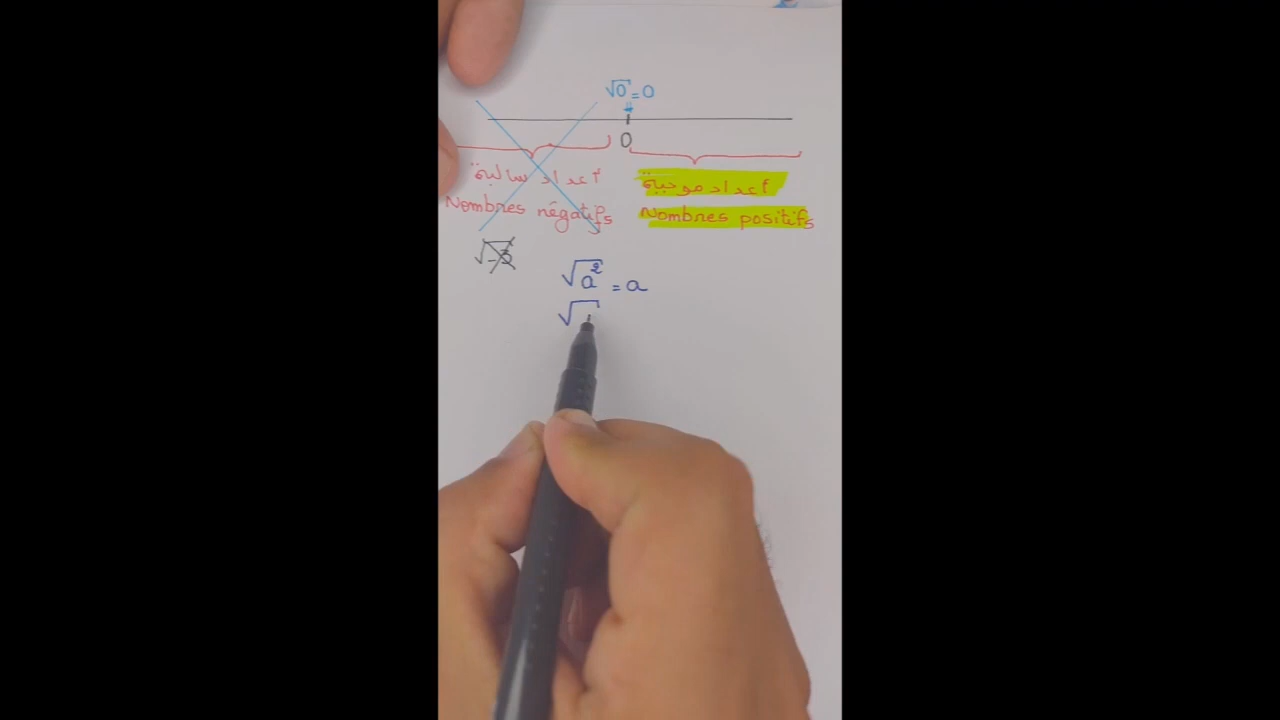 √0 = 0
0
أعداد سالبة
أعداد موجبة
Nombres négatifs
Nombres positifs
√-3
√a² = a
√